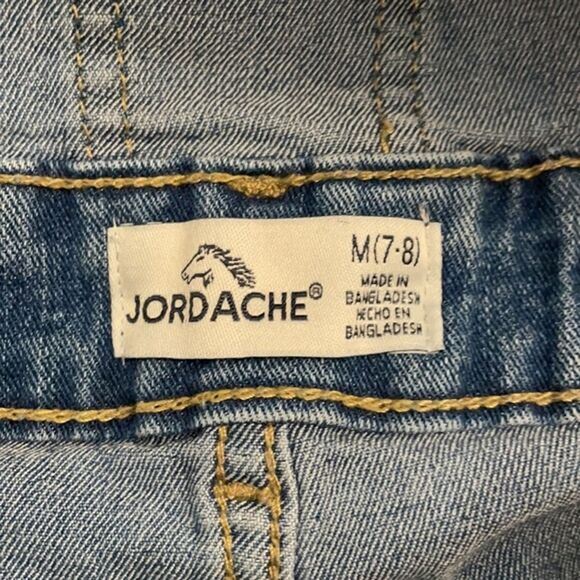 JORDACHE®
M(7-8)
MADE IN
BANGLADESH
HECHO EN
BANGLADESH